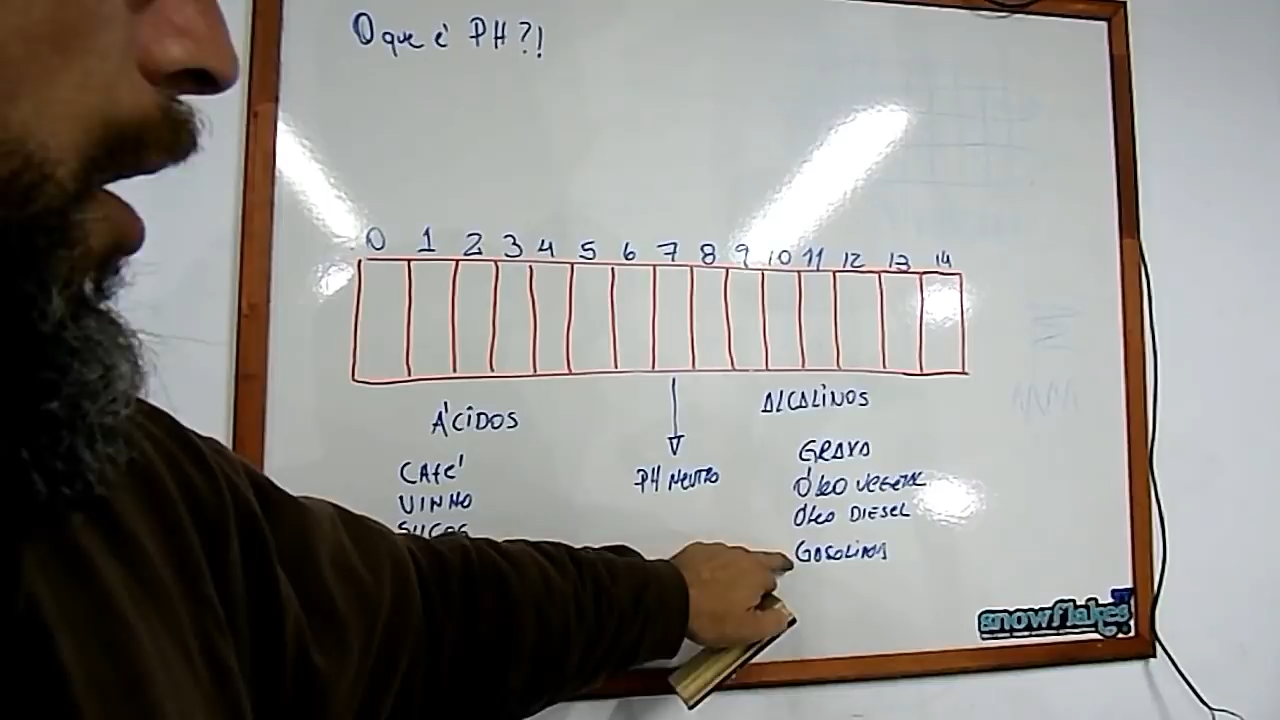 O que é PH?!
0 1 2 3 4 5 6 7 8 9 10 11 12 13 14
ÁCIDOS
CAFÉ
VINHO
SUCOS
PH NEUTRO
ALCALINOS
GRAXA
ÓLEO VEGETAL
ÓLEO DIESEL
GASOLINA
snowflakes